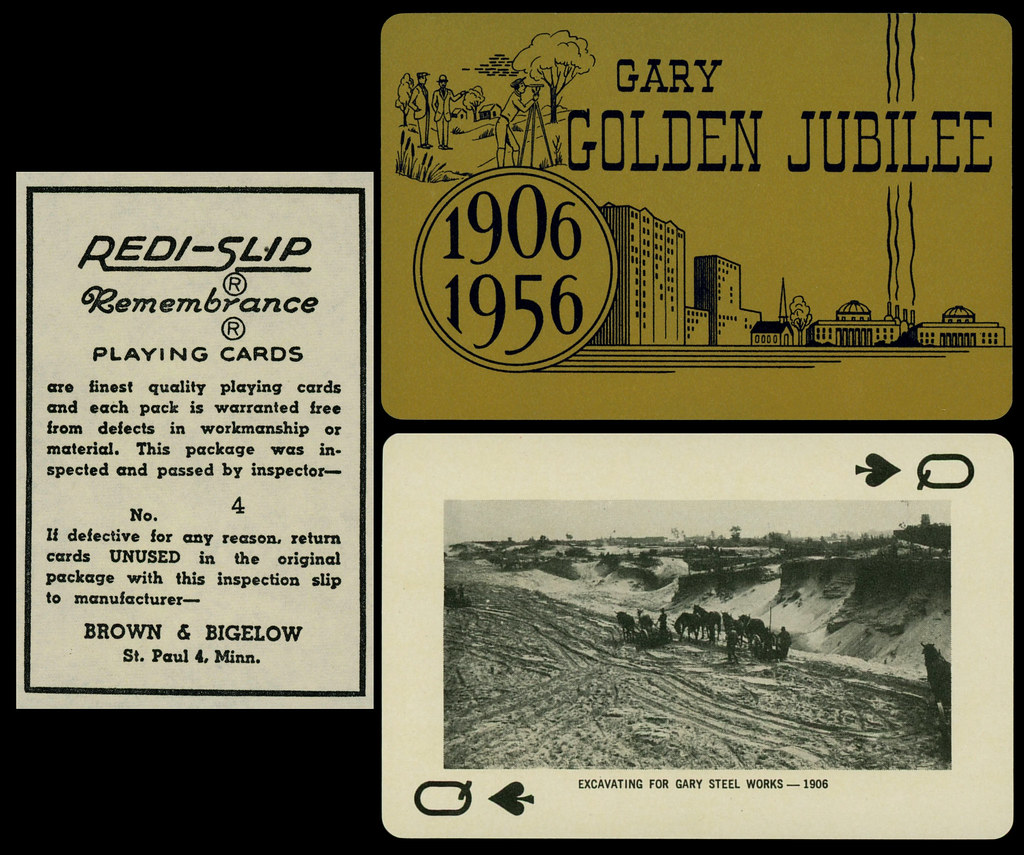 REDI-SLIP
®
Remembrance
®
PLAYING CARDS
are finest quality playing cards
and each pack is warranted free
from defects in workmanship or
material. This package was in-
spected and passed by inspector—
No. 4
If defective for any reason, return
cards UNUSED in the original
package with this inspection slip
to manufacturer—
BROWN & BIGELOW
St. Paul 4, Minn.
GARY
GOLDEN JUBILEE
1906
1956
Q
EXCAVATING FOR GARY STEEL WORKS — 1906
Q